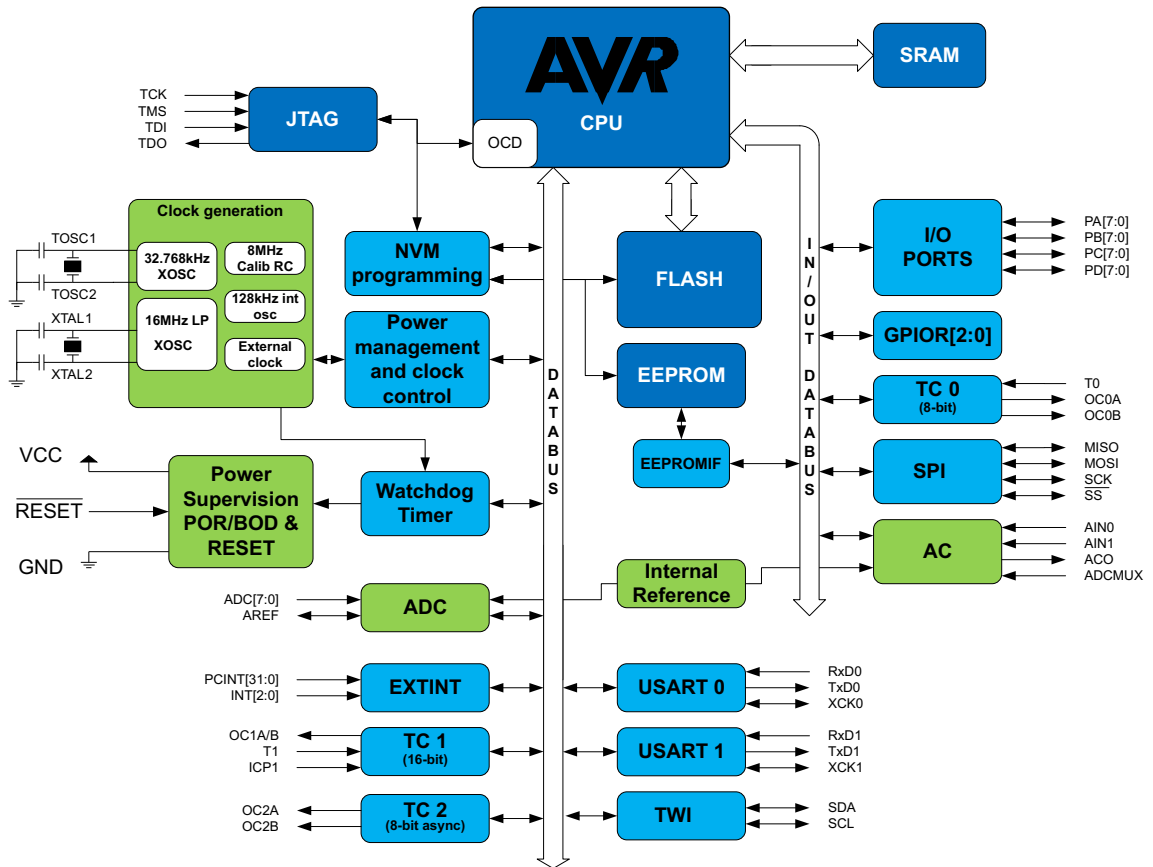 AVR
CPU
OCD
SRAM
TCK
TMS
TDI
TDO
JTAG
Clock generation
TOSC1
TOSC2
32.768kHz
XOSC
8MHz
Calib RC
128kHz int
osc
XTAL1
XTAL2
16MHz LP
XOSC
External
clock
NVM
programming
Power
management
and clock
control
FLASH
EEPROM
EEPROMIF
DATABUS
IN/OUT DATABUS
I/O
PORTS
PA[7:0]
PB[7:0]
PC[7:0]
PD[7:0]
GPIOR[2:0]
TC 0
(8-bit)
T0
OC0A
OC0B
SPI
MISO
MOSI
SCK
SS
AC
AIN0
AIN1
ACO
ADCMUX
VCC
RESET
GND
Power
Supervision
POR/BOD &
RESET
Watchdog
Timer
Internal
Reference
ADC[7:0]
AREF
ADC
PCINT[31:0]
INT[2:0]
EXTINT
USART 0
RxD0
TxD0
XCK0
OC1A/B
T1
ICP1
TC 1
(16-bit)
USART 1
RxD1
TxD1
XCK1
OC2A
OC2B
TC 2
(8-bit async)
TWI
SDA
SCL